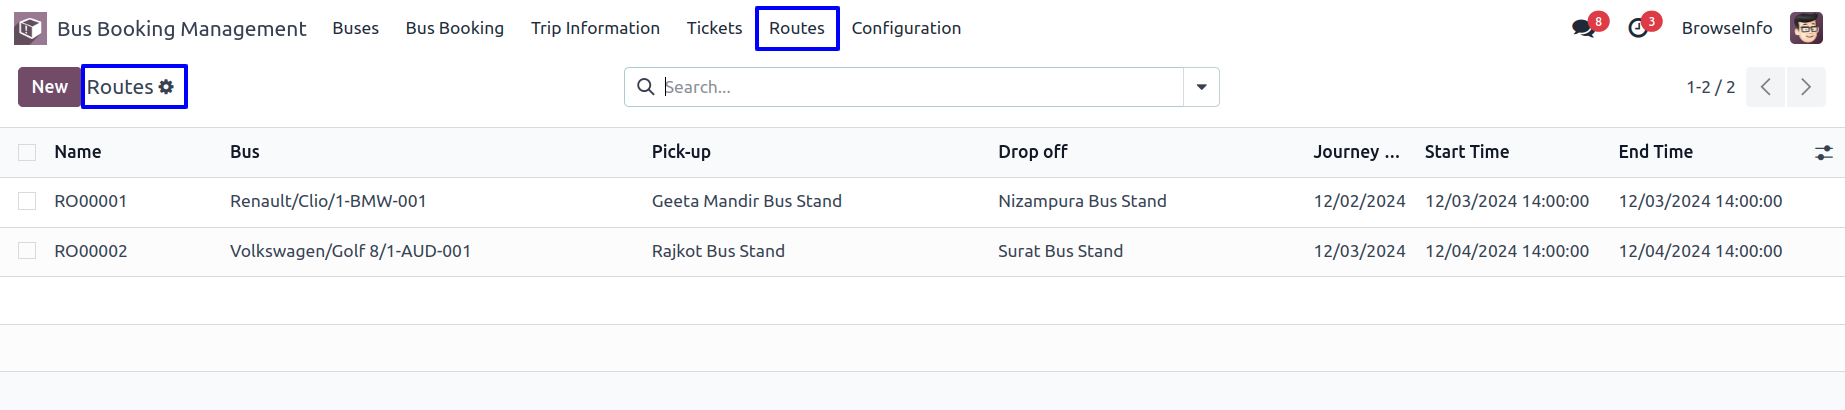 Bus Booking Management Buses Bus Booking Trip Information Tickets Routes Configuration 8 3 BrowseInfo
New Routes Search... 1-2 / 2
Name Bus Pick-up Drop off Journey ... Start Time End Time
RO00001 Renault/Clio/1-BMW-001 Geeta Mandir Bus Stand Nizampura Bus Stand 12/02/2024 12/03/2024 14:00:00 12/03/2024 14:00:00
RO00002 Volkswagen/Golf 8/1-AUD-001 Rajkot Bus Stand Surat Bus Stand 12/03/2024 12/04/2024 14:00:00 12/04/2024 14:00:00